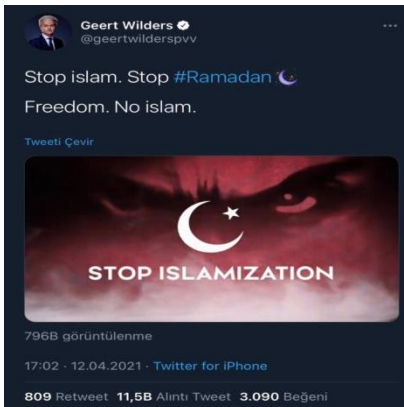 Geert Wilders
@geertwilderspvv
Stop islam. Stop #Ramadan
Freedom. No islam.
Tweeti Çevir
STOP ISLAMIZATION
796B görüntülenme
17:02 · 12.04.2021 · Twitter for iPhone
809 Retweet 11,5B Alıntı Tweet 3.090 Beğeni